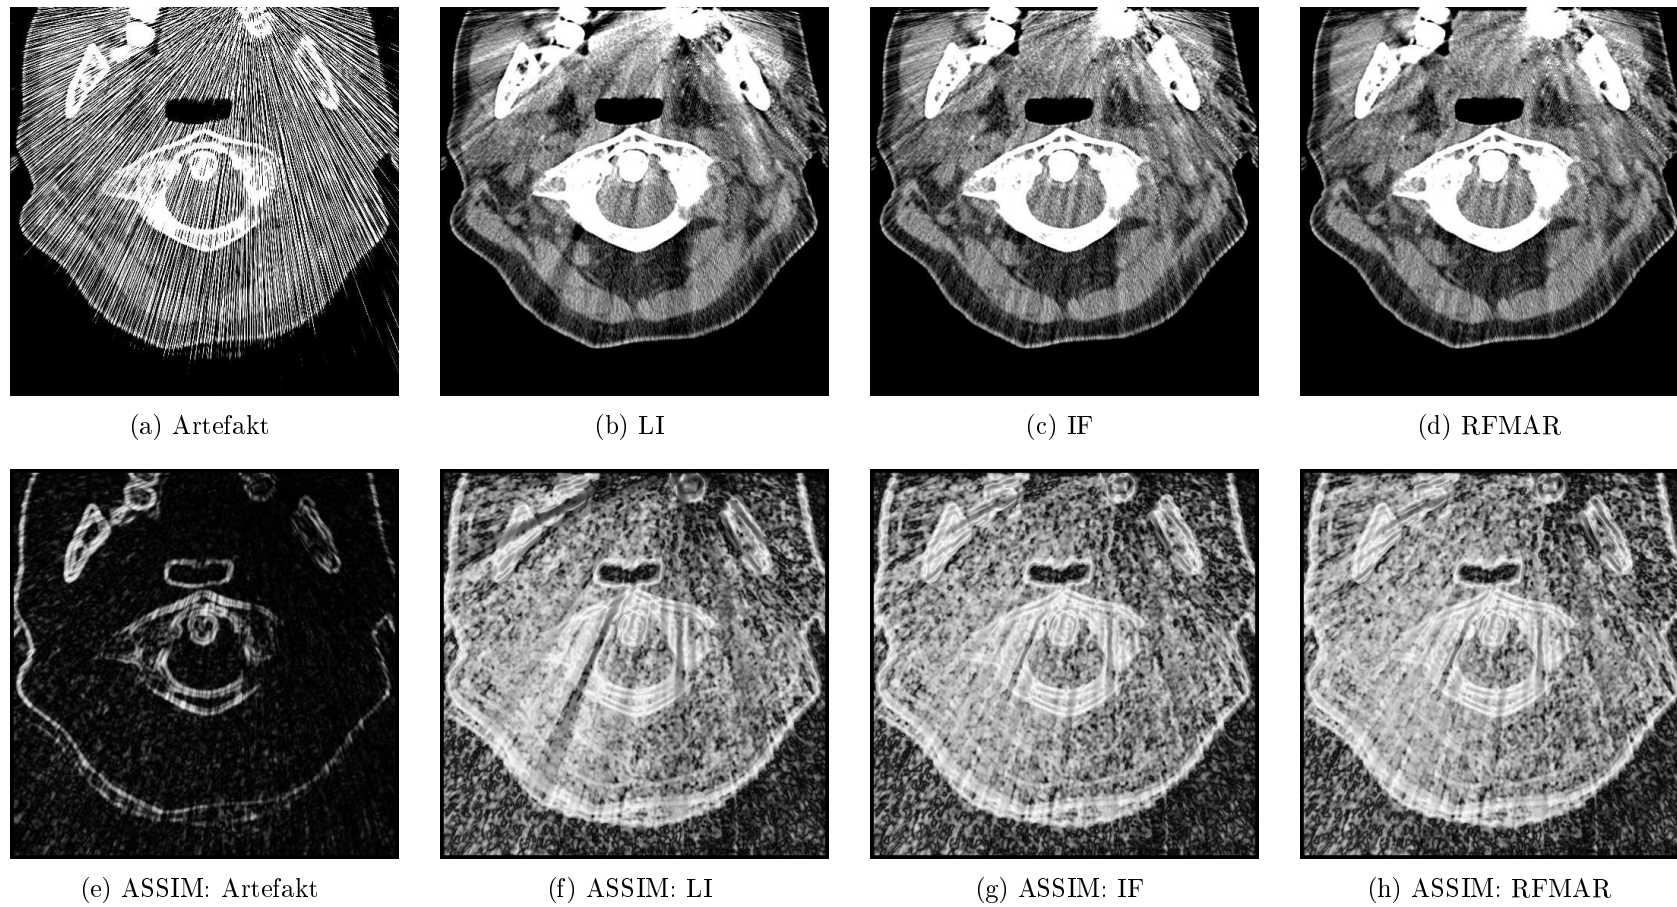 (a) Artefakt
(b) LI
(c) IF
(d) RFMAR
(e) ASSIM: Artefakt
(f) ASSIM: LI
(g) ASSIM: IF
(h) ASSIM: RFMAR